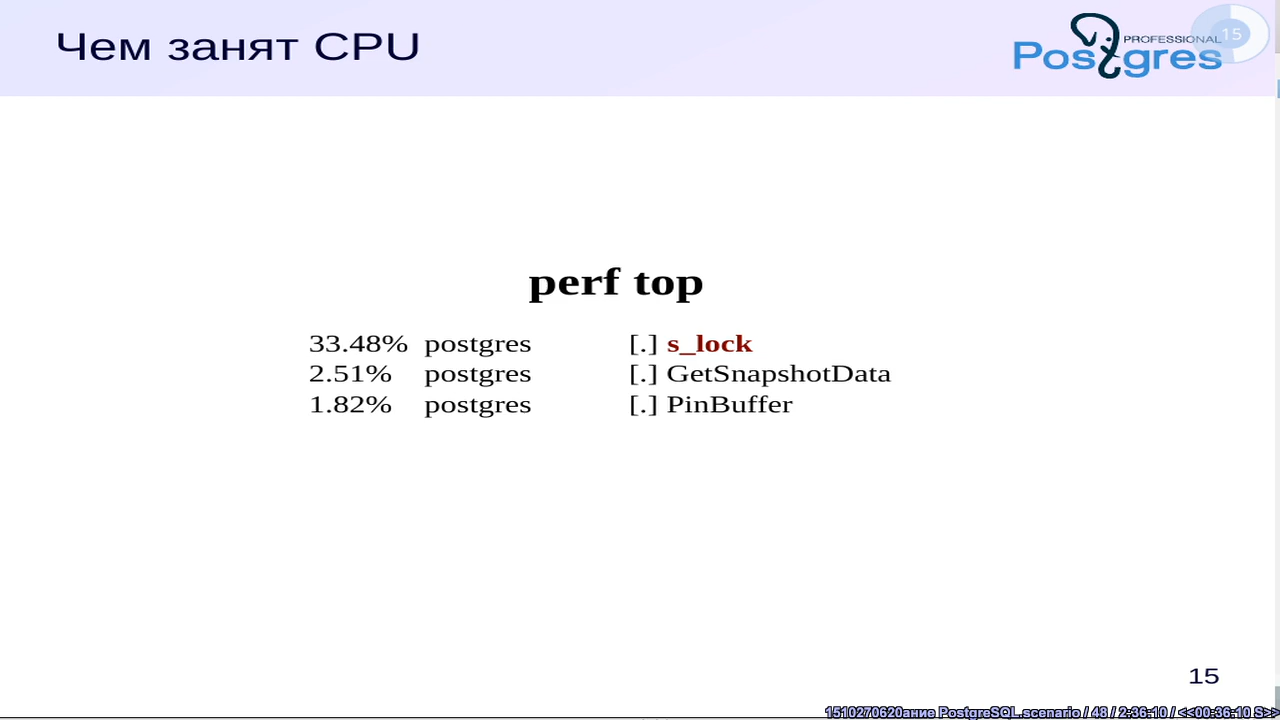 Чем занят CPU
PROFESSIONAL
Postgres
15
perf top
33.48% postgres [.] s_lock
2.51% postgres [.] GetSnapshotData
1.82% postgres [.] PinBuffer
15
1510270620ание PostgreSQL.scenario / 48 / 2:36:10 / <<00:36:10 S>>